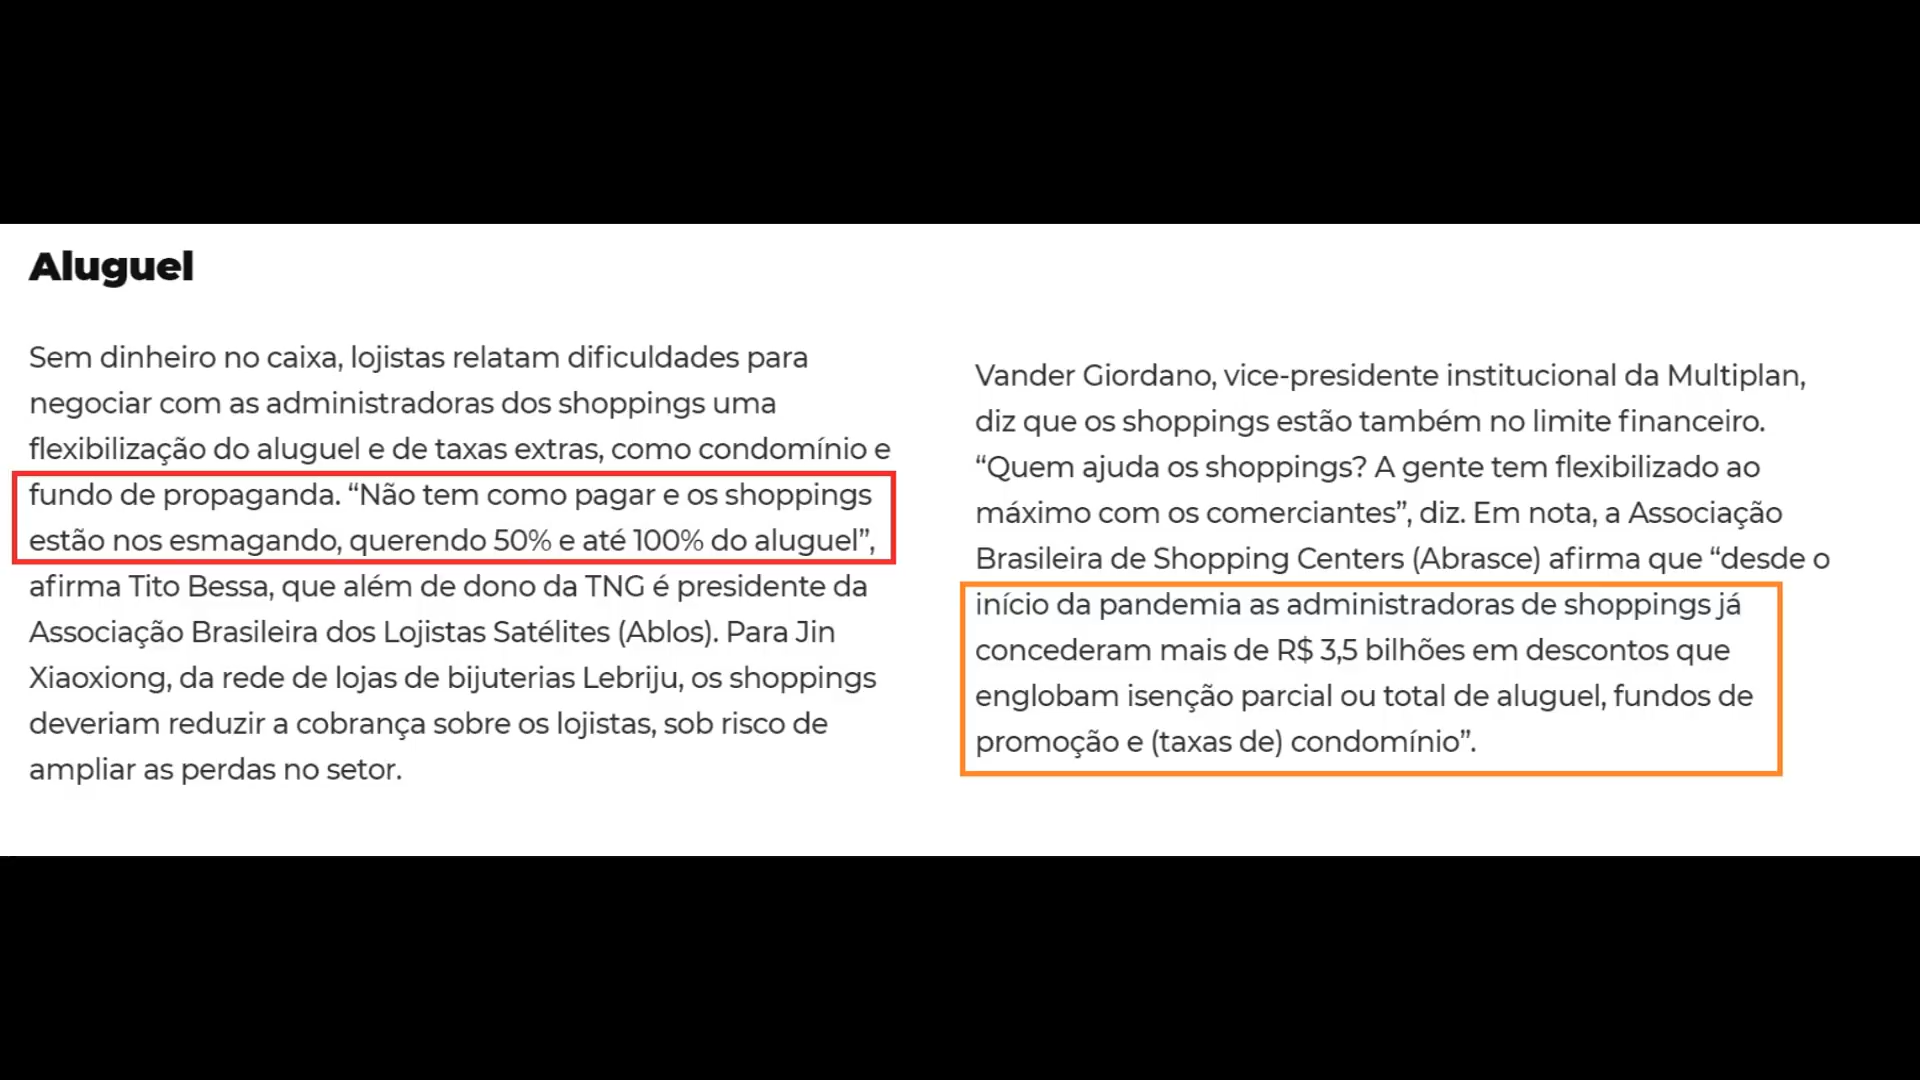 Aluguel
Sem dinheiro no caixa, lojistas relatam dificuldades para
negociar com as administradoras dos shoppings uma
flexibilização do aluguel e de taxas extras, como condomínio e
fundo de propaganda. “Não tem como pagar e os shoppings
estão nos esmagando, querendo 50% e até 100% do aluguel”,
afirma Tito Bessa, que além de dono da TNG é presidente da
Associação Brasileira dos Lojistas Satélites (Ablos). Para Jin
Xiaoxiong, da rede de lojas de bijuterias Lebriju, os shoppings
deveriam reduzir a cobrança sobre os lojistas, sob risco de
ampliar as perdas no setor.
Vander Giordano, vice-presidente institucional da Multiplan,
diz que os shoppings estão também no limite financeiro.
“Quem ajuda os shoppings? A gente tem flexibilizado ao
máximo com os comerciantes”, diz. Em nota, a Associação
Brasileira de Shopping Centers (Abrasce) afirma que “desde o
início da pandemia as administradoras de shoppings já
concederam mais de R$ 3,5 bilhões em descontos que
englobam isenção parcial ou total de aluguel, fundos de
promoção e (taxas de) condomínio”.